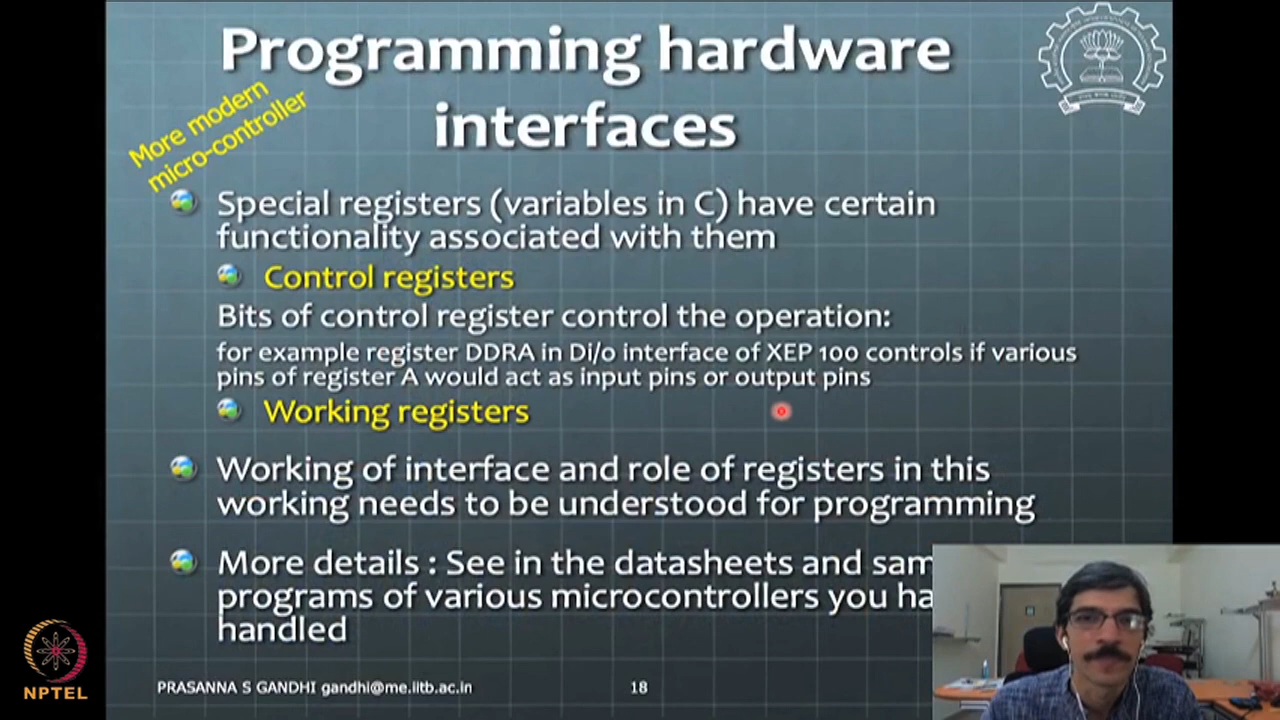 Programming hardware
interfaces
More modern
micro-controller
Special registers (variables in C) have certain
functionality associated with them
Control registers
Bits of control register control the operation:
for example register DDRA in Di/o interface of XEP 100 controls if various
pins of register A would act as input pins or output pins
Working registers
Working of interface and role of registers in this
working needs to be understood for programming
More details : See in the datasheets and sam
programs of various microcontrollers you ha
handled
PRASANNA S GANDHI gandhi@me.iitb.ac.in
18
NPTEL